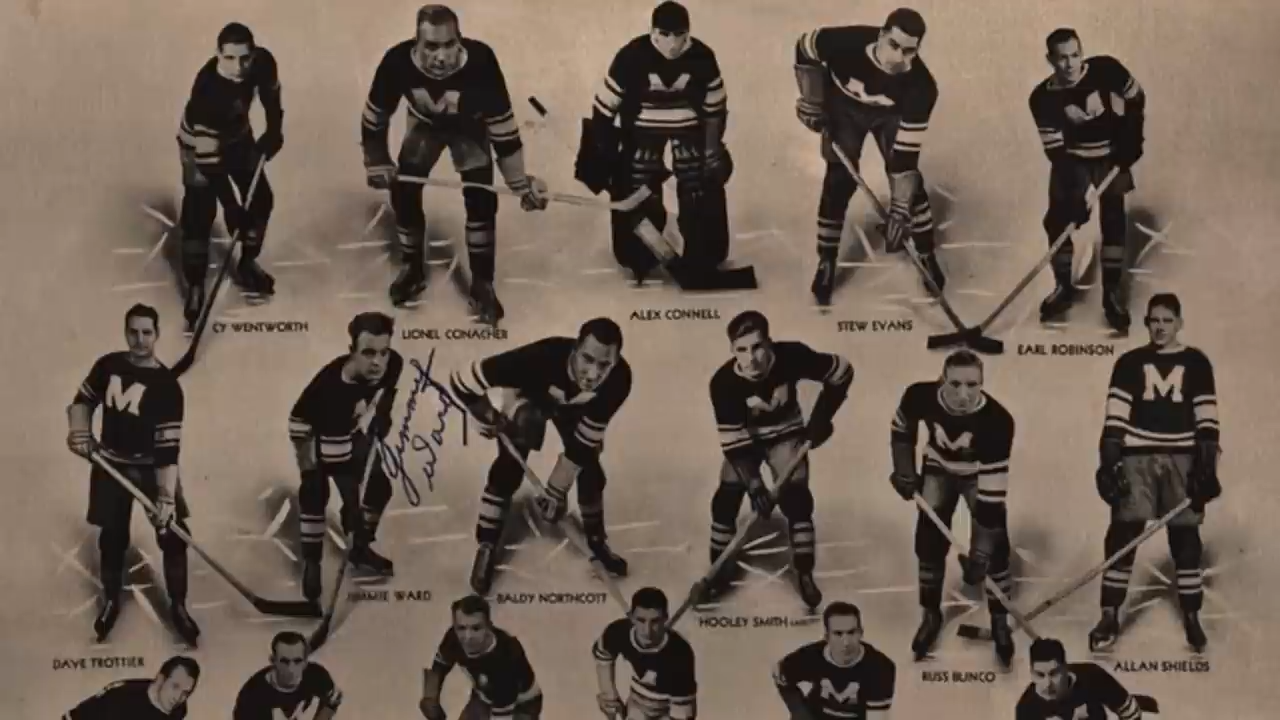 CY WENTWORTH
LIONEL CONACHER
ALEX CONNELL
STEW EVANS
EARL ROBINSON
M
M
M
M
M
Jimmy
Ward
DAVE TROTTIER
JIMMIE WARD
BALDY NORTHCOTT
HOOLEY SMITH
RUSS BLINCO
ALLAN SHIELDS
M
M
M
M
M
M
M
M